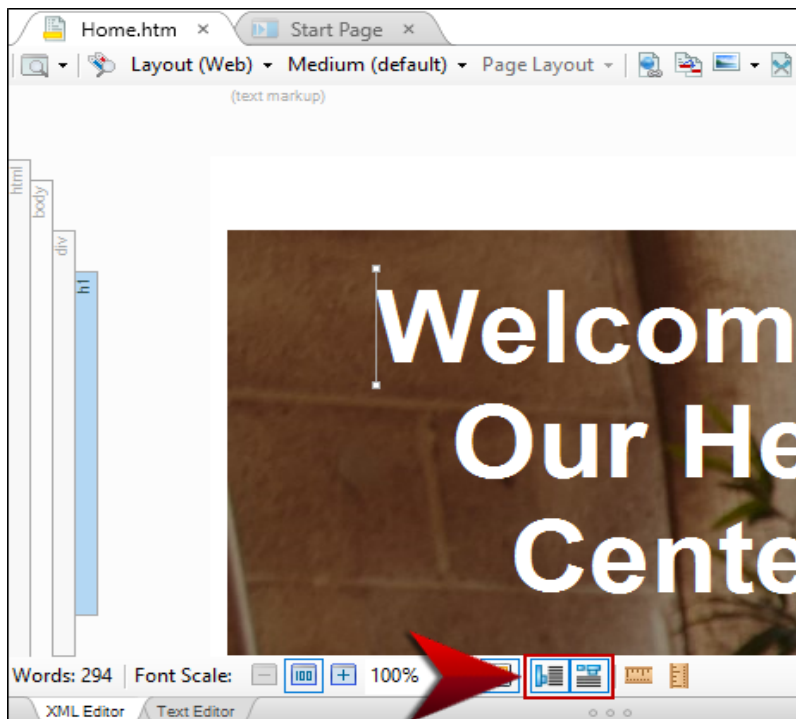 Home.htm × Start Page ×
Layout (Web) Medium (default) Page Layout
(text markup)
html
body
div
h1
Welcom
Our He
Cente
Words: 294 Font Scale: 100 100%
XML Editor Text Editor